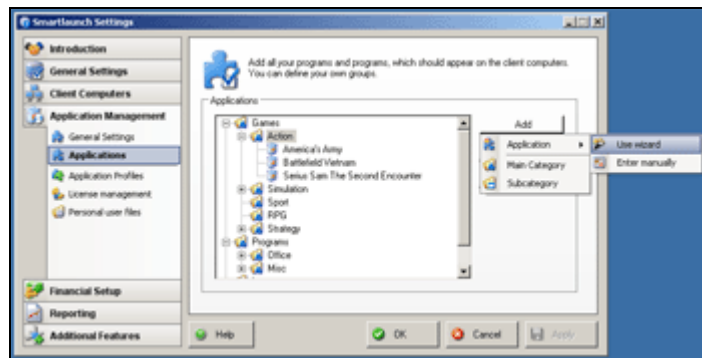 Smartlaunch Settings
Introduction
General Settings
Client Computers
Application Management
General Settings
Applications
Application Profiles
License management
Personal user files
Financial Setup
Reporting
Additional Features
Add all your programs and programs, which should appear on the client computers.
You can define your own groups.
Applications
Games
Action
America's Army
Battlefield Vietnam
Serius Sam The Second Encounter
Simulation
Sport
RPG
Strategy
Programs
Office
Misc
Add
Application
Main Category
Subcategory
Use wizard
Enter manually
Help
OK
Cancel
Apply